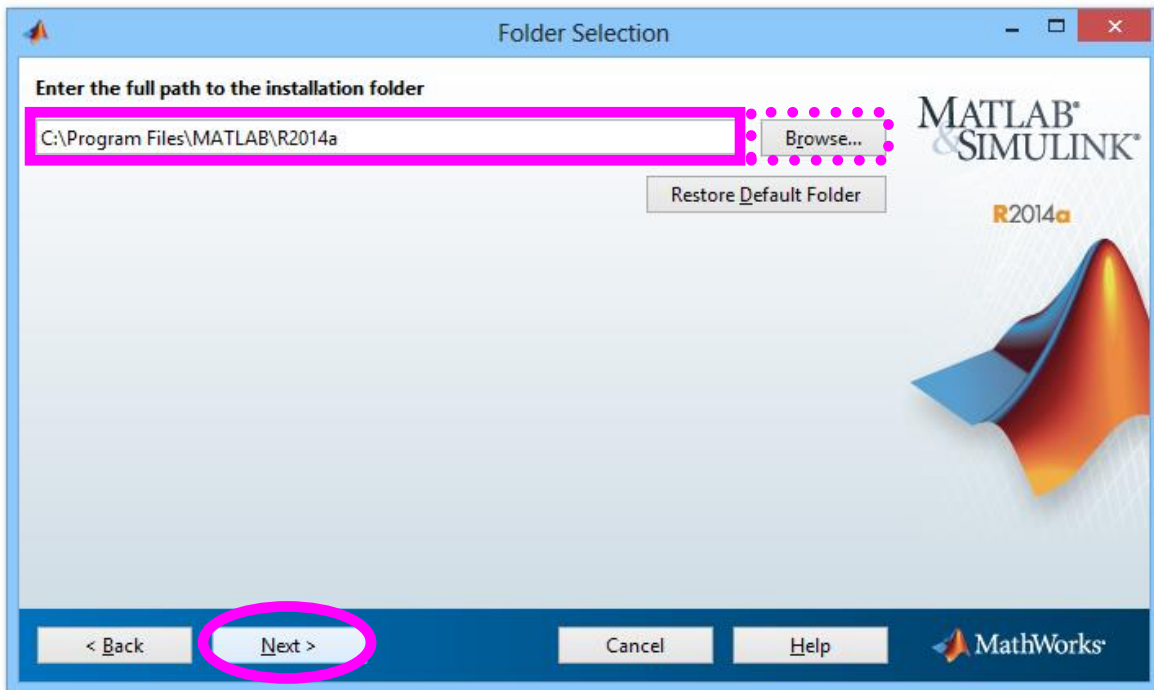 Folder Selection
Enter the full path to the installation folder
C:\Program Files\MATLAB\R2014a
Browse...
Restore Default Folder
MATLAB®
&SIMULINK®
R2014a
< Back
Next >
Cancel
Help
MathWorks®